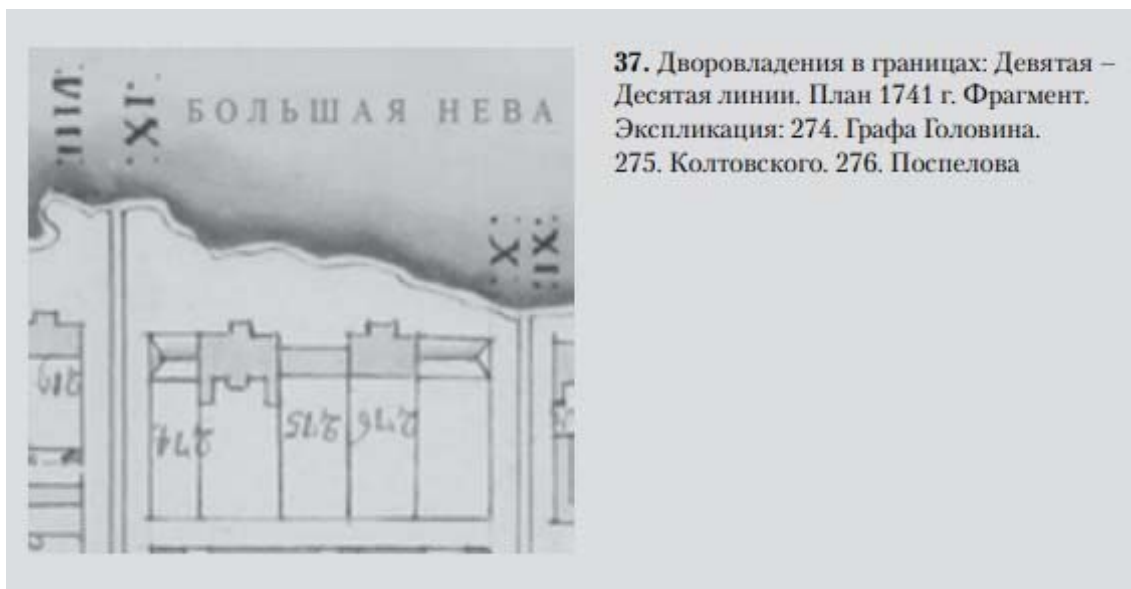 VIII
IX
БОЛЬШАЯ НЕВА
X
XI
274
275
276
37. Дворовладения в границах: Девятая –
Десятая линии. План 1741 г. Фрагмент.
Экспликация: 274. Графа Головина.
275. Колтовского. 276. Поспелова